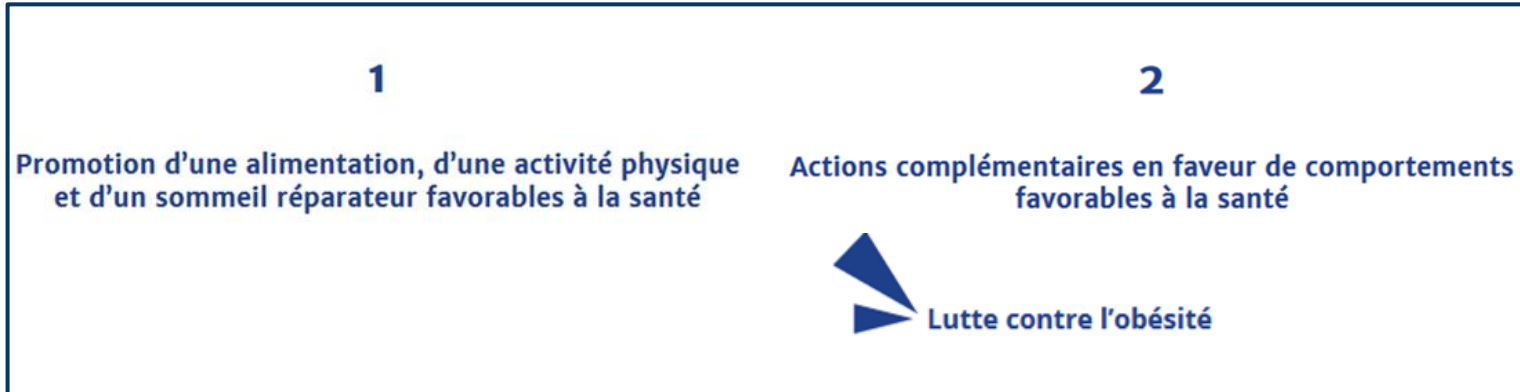 1
Promotion d’une alimentation, d’une activité physique
et d’un sommeil réparateur favorables à la santé
2
Actions complémentaires en faveur de comportements
favorables à la santé
Lutte contre l’obésité